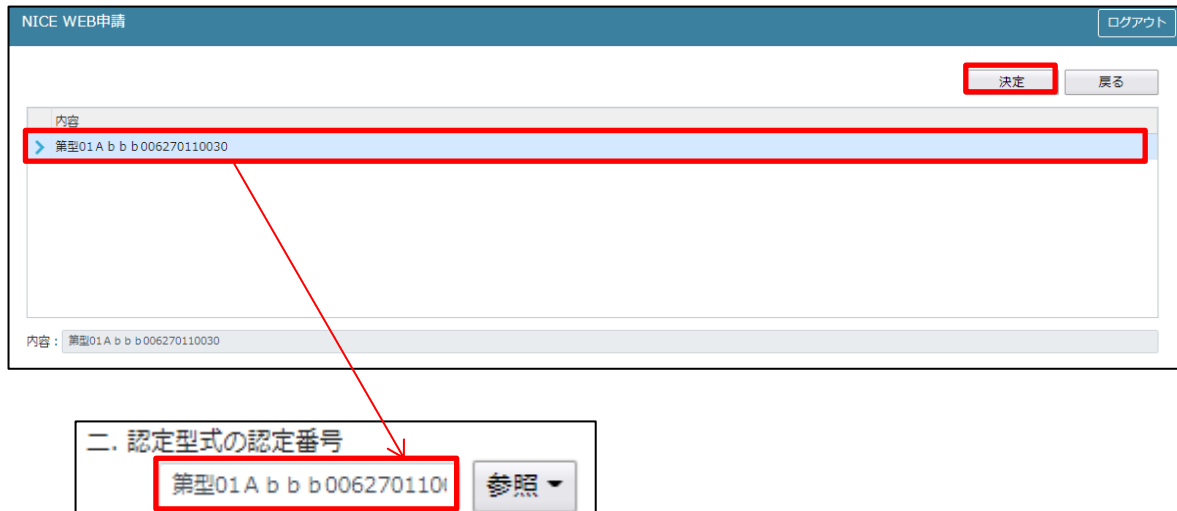 NICE WEB申請 ログアウト
決定 戻る
内容
第型01Ａｂｂｂ006270110030
内容： 第型01Ａｂｂｂ006270110030
二. 認定型式の認定番号
第型01Ａｂｂｂ0062701100 参照